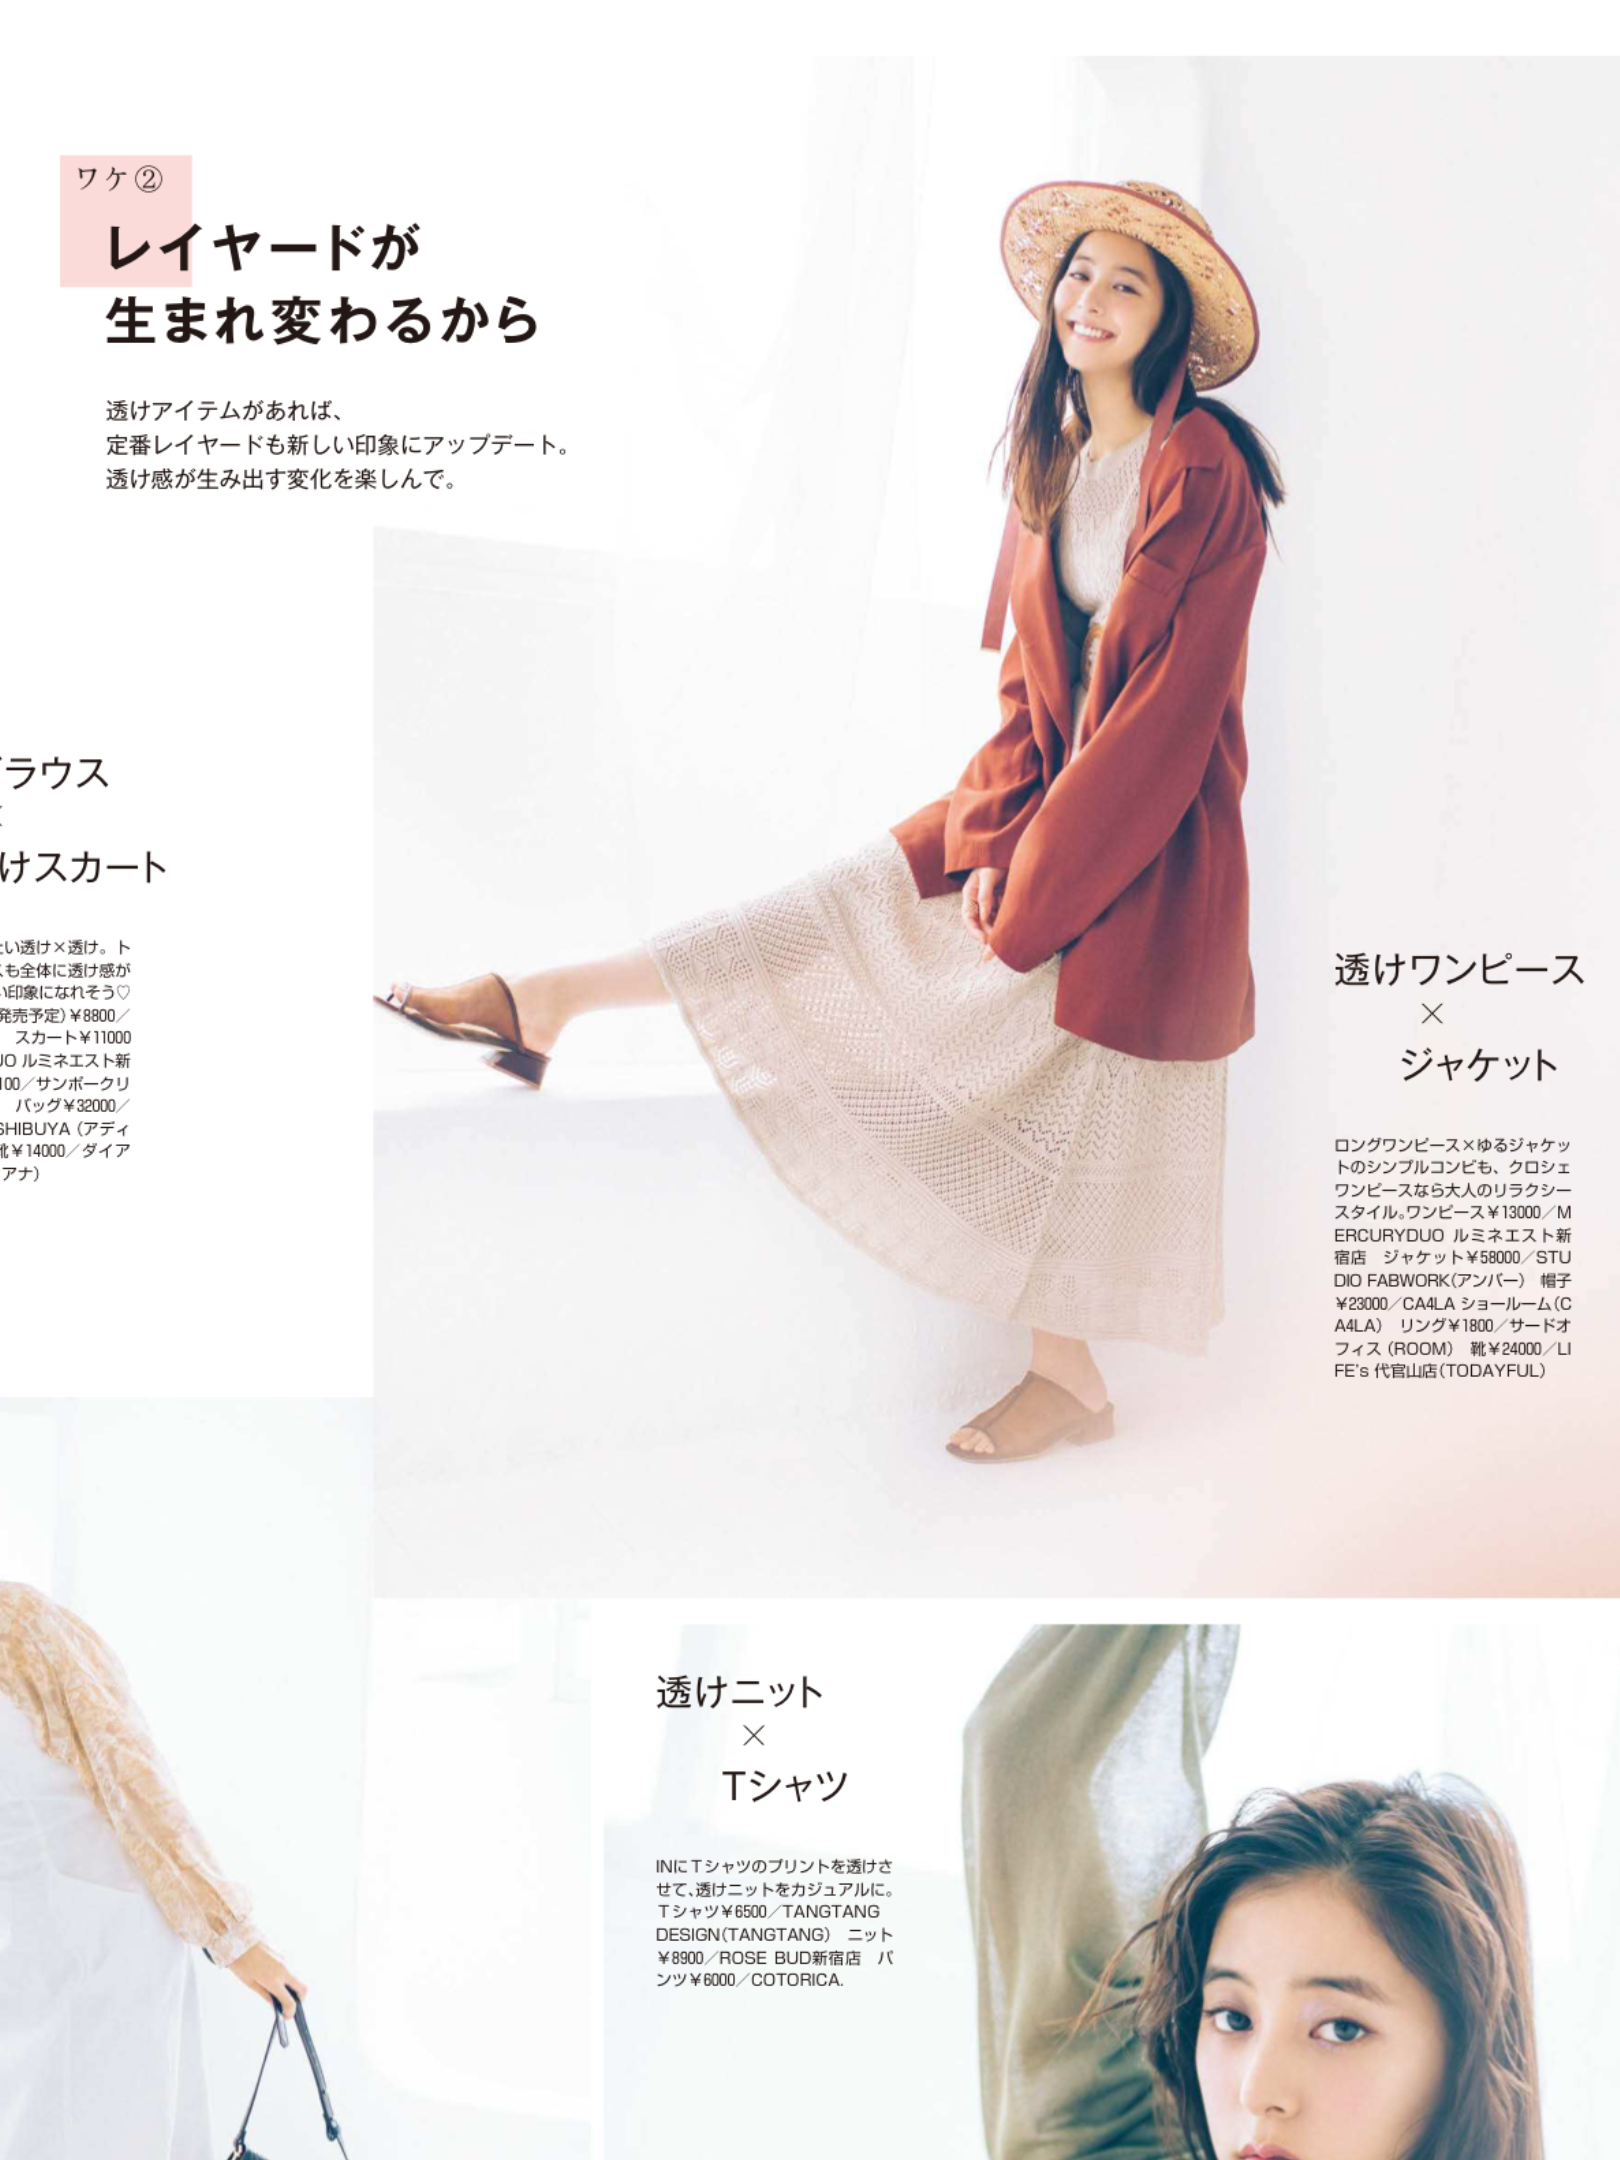 ワケ②
レイヤードが
生まれ変わるから
透けアイテムがあれば、
定番レイヤードも新しい印象にアップデート。
透け感が生み出す変化を楽しんで。
ラウス
けスカート
い透け×透け。ト
も全体に透け感が
い印象になれそう♡
発売予定）¥8800／
スカート¥11000
UO ルミネエスト新
100／サンポークリ
バッグ¥32000／
SHIBUYA（アディ
靴¥14000／ダイア
アナ）
透けワンピース
×
ジャケット
ロングワンピース×ゆるジャケッ
トのシンプルコンビも、クロシェ
ワンピースなら大人のリラクシー
スタイル。ワンピース¥13000／M
ERCURYDUO ルミネエスト新
宿店　ジャケット¥58000／STU
DIO FABWORK（アンバー）　帽子
¥23000／CA4LA ショールーム（C
A4LA）　リング¥1800／サードオ
フィス（ROOM）　靴¥24000／LI
FE's 代官山店（TODAYFUL）
透けニット
×
Tシャツ
INにTシャツのプリントを透けさ
せて、透けニットをカジュアルに。
Tシャツ¥6500／TANGTANG
DESIGN（TANGTANG）　ニット
¥8900／ROSE BUD新宿店　パ
ンツ¥6000／COTORICA.